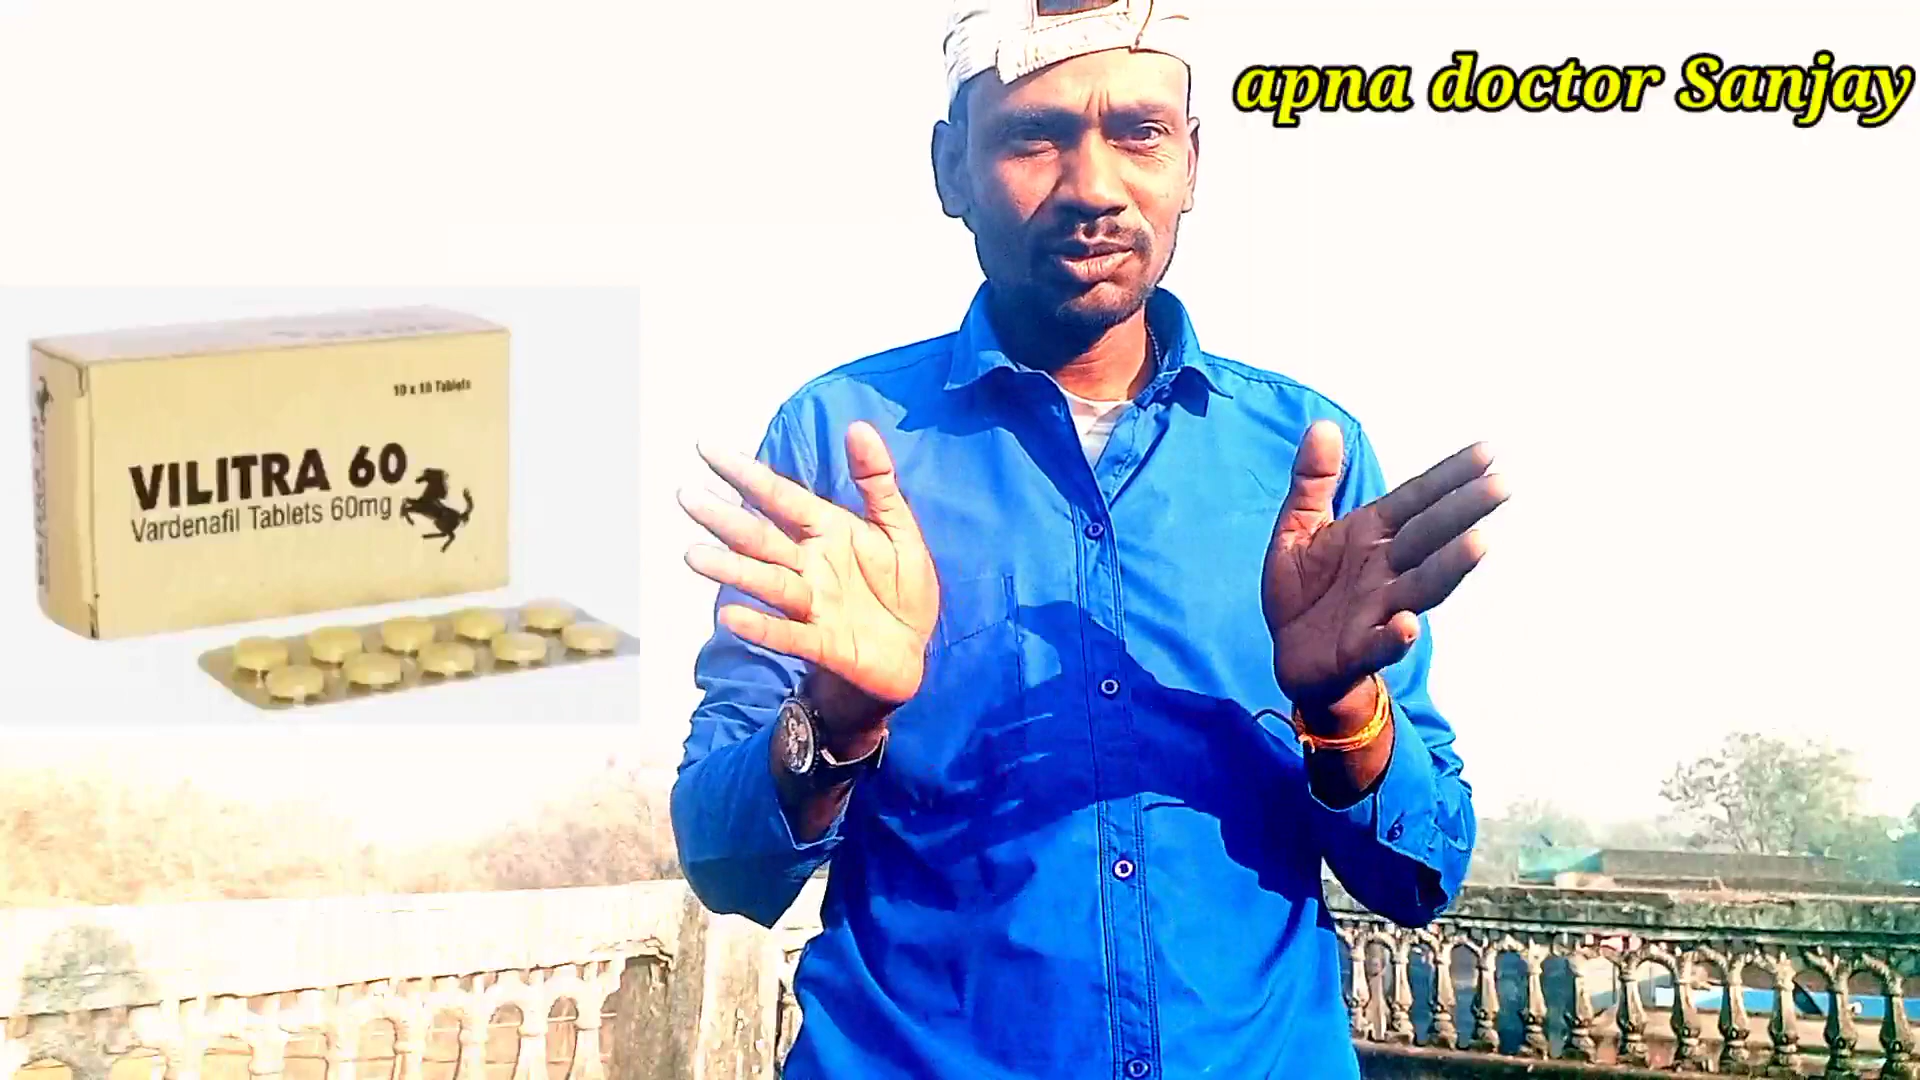 apna doctor Sanjay
10 x 10 Tablets
VILITRA 60
Vardenafil Tablets 60mg